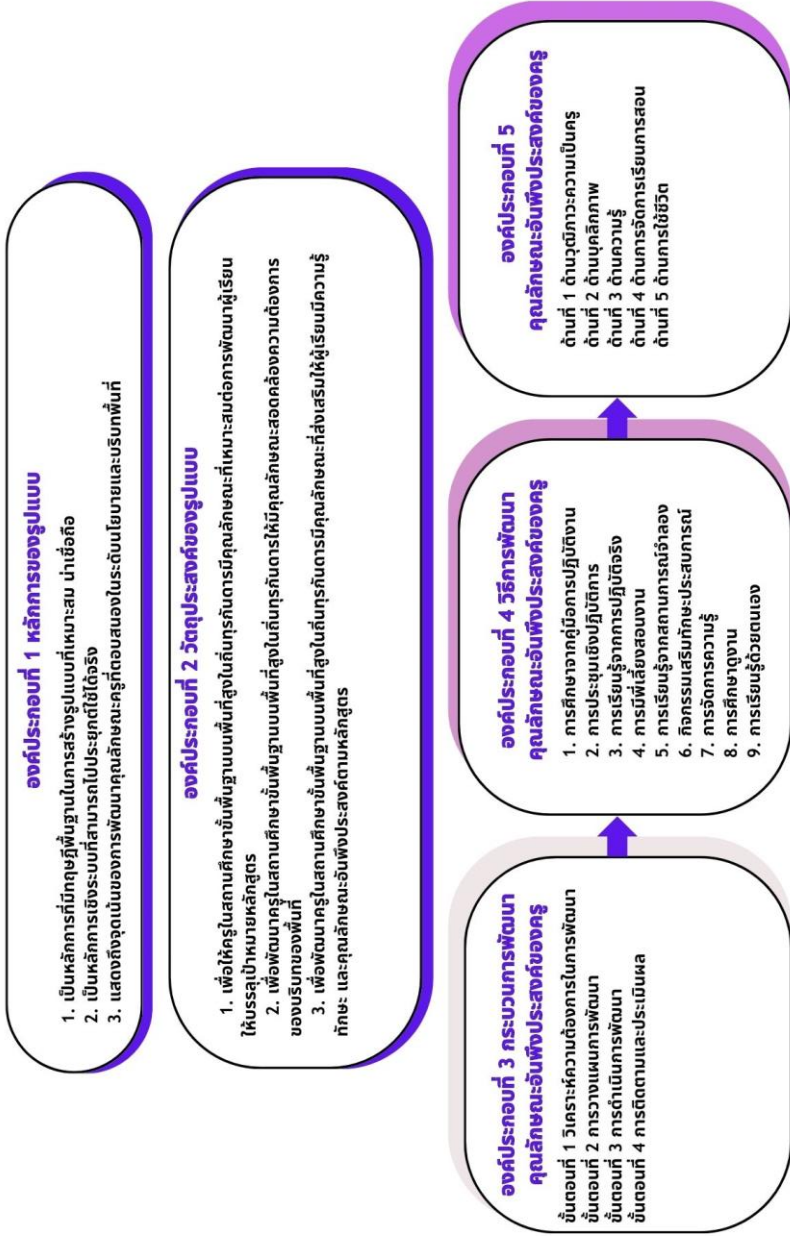 องค์ประกอบที่ 1 หลักการของรูปแบบ
1. เป็นหลักการที่มีทฤษฎีพื้นฐานในการสร้างรูปแบบที่เหมาะสม น่าเชื่อถือ
2. เป็นหลักการเชิงระบบที่สามารถไปประยุกต์ใช้ได้จริง
3. แสดงถึงจุดเน้นของการพัฒนาคุณลักษณะครูที่ตอบสนองในระดับนโยบายและบริบทพื้นที่
องค์ประกอบที่ 2 วัตถุประสงค์ของรูปแบบ
1. เพื่อให้ครูในสถานศึกษาขั้นพื้นฐานบนพื้นที่สูงในถิ่นทุรกันดารมีคุณลักษณะที่เหมาะสมต่อการพัฒนาผู้เรียน
ให้บรรลุเป้าหมายหลักสูตร
2. เพื่อพัฒนาครูในสถานศึกษาขั้นพื้นฐานบนพื้นที่สูงในถิ่นทุรกันดารให้มีคุณลักษณะสอดคล้องความต้องการ
ของบริบทของพื้นที่
3. เพื่อพัฒนาครูในสถานศึกษาขั้นพื้นฐานบนพื้นที่สูงในถิ่นทุรกันดารมีคุณลักษณะที่ส่งเสริมให้ผู้เรียนมีความรู้
ทักษะ และคุณลักษณะอันพึงประสงค์ตามหลักสูตร
องค์ประกอบที่ 3 กระบวนการพัฒนา
คุณลักษณะอันพึงประสงค์ของครู
ขั้นตอนที่ 1 วิเคราะห์ความต้องการในการพัฒนา
ขั้นตอนที่ 2 การวางแผนการพัฒนา
ขั้นตอนที่ 3 การดำเนินการพัฒนา
ขั้นตอนที่ 4 การติดตามและประเมินผล
องค์ประกอบที่ 4 วิธีการพัฒนา
คุณลักษณะอันพึงประสงค์ของครู
1. การศึกษาจากคู่มือการปฏิบัติงาน
2. การประชุมเชิงปฏิบัติการ
3. การเรียนรู้จากการปฏิบัติจริง
4. การมีพี่เลี้ยงสอนงาน
5. การเรียนรู้จากสถานการณ์จำลอง
6. กิจกรรมเสริมทักษะประสบการณ์
7. การจัดการความรู้
8. การศึกษาดูงาน
9. การเรียนรู้ด้วยตนเอง
องค์ประกอบที่ 5
คุณลักษณะอันพึงประสงค์ของครู
ด้านที่ 1 ด้านวุฒิภาวะความเป็นครู
ด้านที่ 2 ด้านบุคลิกภาพ
ด้านที่ 3 ด้านความรู้
ด้านที่ 4 ด้านการจัดการเรียนการสอน
ด้านที่ 5 ด้านการใช้ชีวิต